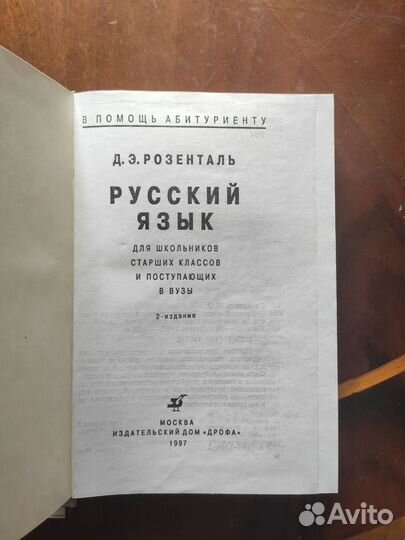 В ПОМОЩЬ АБИТУРИЕНТУ
Д.Э.РОЗЕНТАЛЬ
РУССКИЙ
ЯЗЫК
ДЛЯ ШКОЛЬНИКОВ
СТАРШИХ КЛАССОВ
И ПОСТУПАЮЩИХ
В ВУЗЫ
2-издание
МОСКВА
ИЗДАТЕЛЬСКИЙ ДОМ «ДРОФА»
1997
Avito